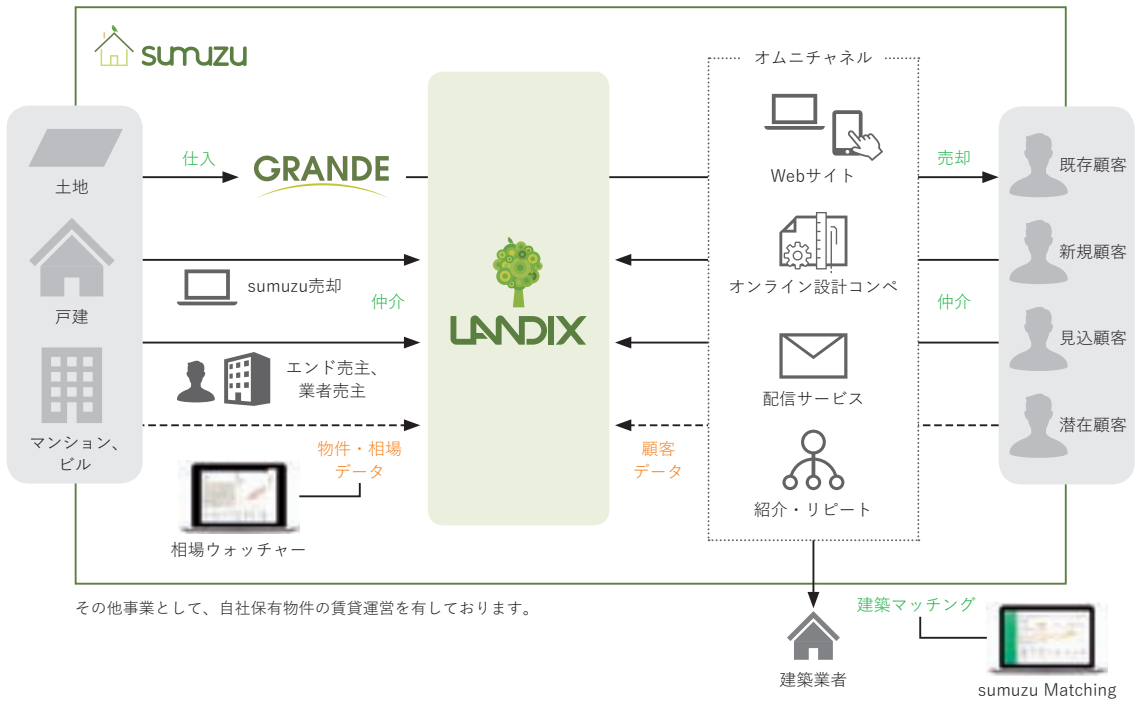 sumuzu
オムニチャネル
土地
戸建
マンション、
ビル
仕入
GRANDE
sumuzu売却
仲介
エンド売主、
業者売主
物件・相場
データ
相場ウォッチャー
LANDIX
顧客
データ
Webサイト
オンライン設計コンペ
配信サービス
紹介・リピート
売却
仲介
既存顧客
新規顧客
見込顧客
潜在顧客
その他事業として、自社保有物件の賃貸運営を有しております。
建築業者
建築マッチング
sumuzu Matching